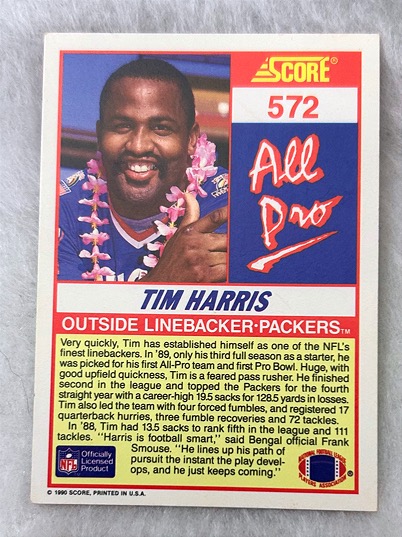 SCORE®
572
All
Pro
TIM HARRIS
OUTSIDE LINEBACKER·PACKERS™
Very quickly, Tim has established himself as one of the NFL's
finest linebackers. In '89, only his third full season as a starter, he
was picked for his first All-Pro team and first Pro Bowl. Huge, with
good upfield quickness, Tim is a feared pass rusher. He finished
second in the league and topped the Packers for the fourth
straight year with a career-high 19.5 sacks for 128.5 yards in losses.
Tim also led the team with four forced fumbles, and registered 17
quarterback hurries, three fumble recoveries and 72 tackles.
In '88, Tim had 13.5 sacks to rank fifth in the league and 111
tackles. "Harris is football smart," said Bengal official Frank
Smouse. "He lines up his path of
pursuit the instant the play devel-
ops, and he just keeps coming."
NFL
Officially
Licensed
Product
NATIONAL FOOTBALL LEAGUE
PLAYERS ASSOCIATION
© 1990 SCORE, PRINTED IN U.S.A.